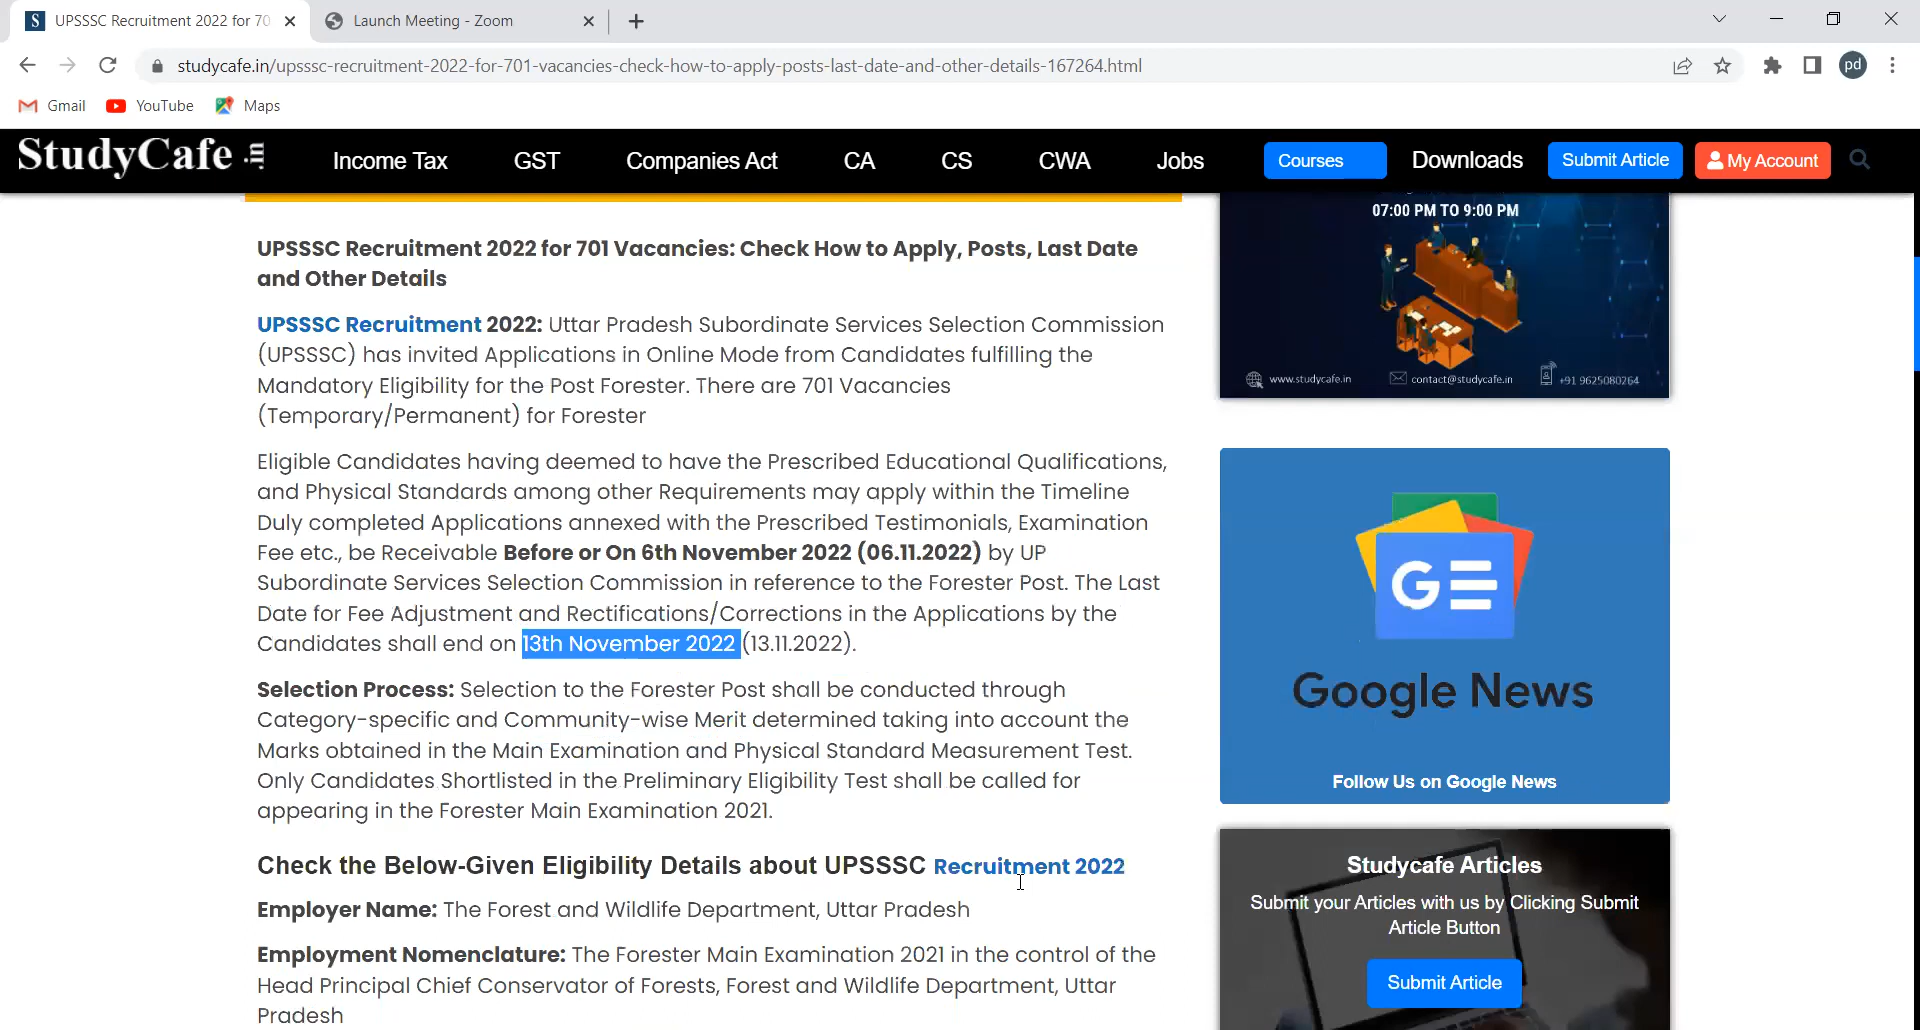 UPSSSC Recruitment 2022 for 70
Launch Meeting - Zoom
studycafe.in/upsssc-recruitment-2022-for-701-vacancies-check-how-to-apply-posts-last-date-and-other-details-167264.html
pd
Gmail
YouTube
Maps
StudyCafe .in
Income Tax
GST
Companies Act
CA
CS
CWA
Jobs
Courses
Downloads
Submit Article
My Account
UPSSSC Recruitment 2022 for 701 Vacancies: Check How to Apply, Posts, Last Date
and Other Details
UPSSSC Recruitment 2022: Uttar Pradesh Subordinate Services Selection Commission
(UPSSSC) has invited Applications in Online Mode from Candidates fulfilling the
Mandatory Eligibility for the Post Forester. There are 701 Vacancies
(Temporary/Permanent) for Forester
Eligible Candidates having deemed to have the Prescribed Educational Qualifications,
and Physical Standards among other Requirements may apply within the Timeline
Duly completed Applications annexed with the Prescribed Testimonials, Examination
Fee etc., be Receivable Before or On 6th November 2022 (06.11.2022) by UP
Subordinate Services Selection Commission in reference to the Forester Post. The Last
Date for Fee Adjustment and Rectifications/Corrections in the Applications by the
Candidates shall end on 13th November 2022 (13.11.2022).
Selection Process: Selection to the Forester Post shall be conducted through
Category-specific and Community-wise Merit determined taking into account the
Marks obtained in the Main Examination and Physical Standard Measurement Test.
Only Candidates Shortlisted in the Preliminary Eligibility Test shall be called for
appearing in the Forester Main Examination 2021.
Check the Below-Given Eligibility Details about UPSSSC Recruitment 2022
Employer Name: The Forest and Wildlife Department, Uttar Pradesh
Employment Nomenclature: The Forester Main Examination 2021 in the control of the
Head Principal Chief Conservator of Forests, Forest and Wildlife Department, Uttar
Pradesh
07:00 PM TO 9:00 PM
www.studycafe.in
contact@studycafe.in
+91 9625080264
Google News
Follow Us on Google News
Studycafe Articles
Submit your Articles with us by Clicking Submit
Article Button
Submit Article